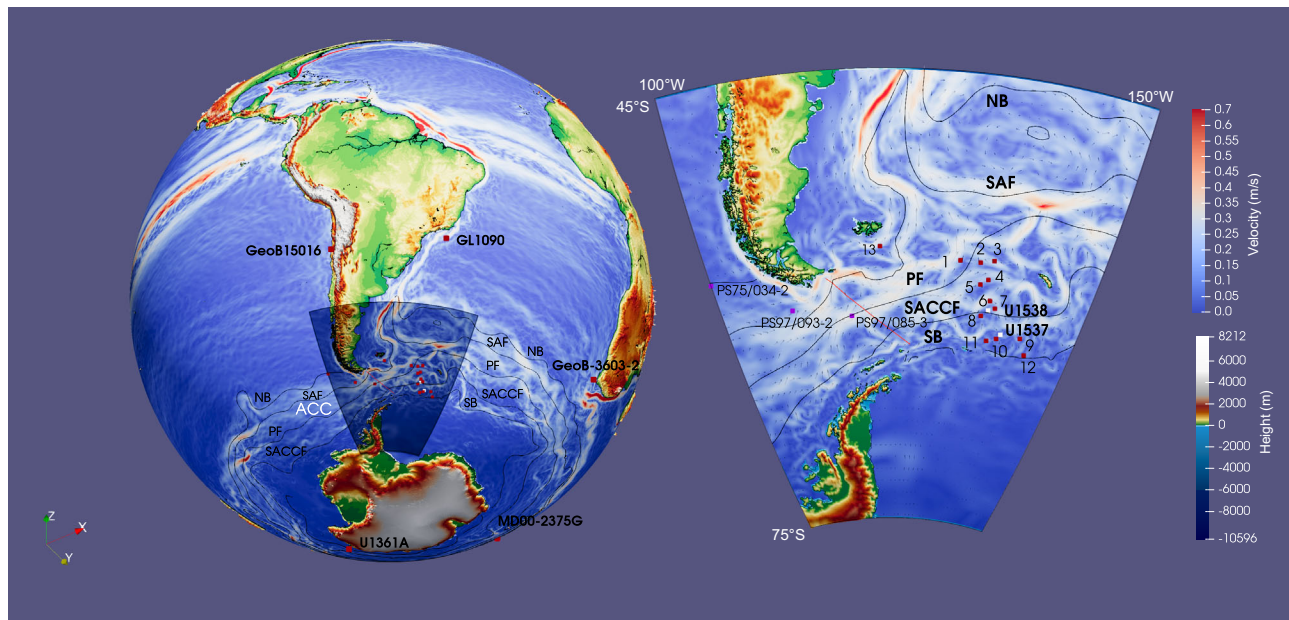 GeoB15016
GL1090
SAF
NB
PF
GeoB-3603-2
SACCF
SB
NB
SAF
ACC
PF
SACCF
MD00-2375G
U1361A
Z
X
Y
100°W
45°S
150°W
NB
SAF
13
1
2
3
PF
4
5
PS75/034-2
SACCF
6
7
U1538
PS97/093-2
PS97/085-3
8
SB
U1537
11
10
9
12
75°S
0.7
0.6
0.5
0.45
0.4
0.35
0.3
0.25
0.2
0.15
0.1
0.05
0.0
Velocity (m/s)
8212
6000
4000
2000
0
-2000
-4000
-6000
-8000
-10596
Height (m)